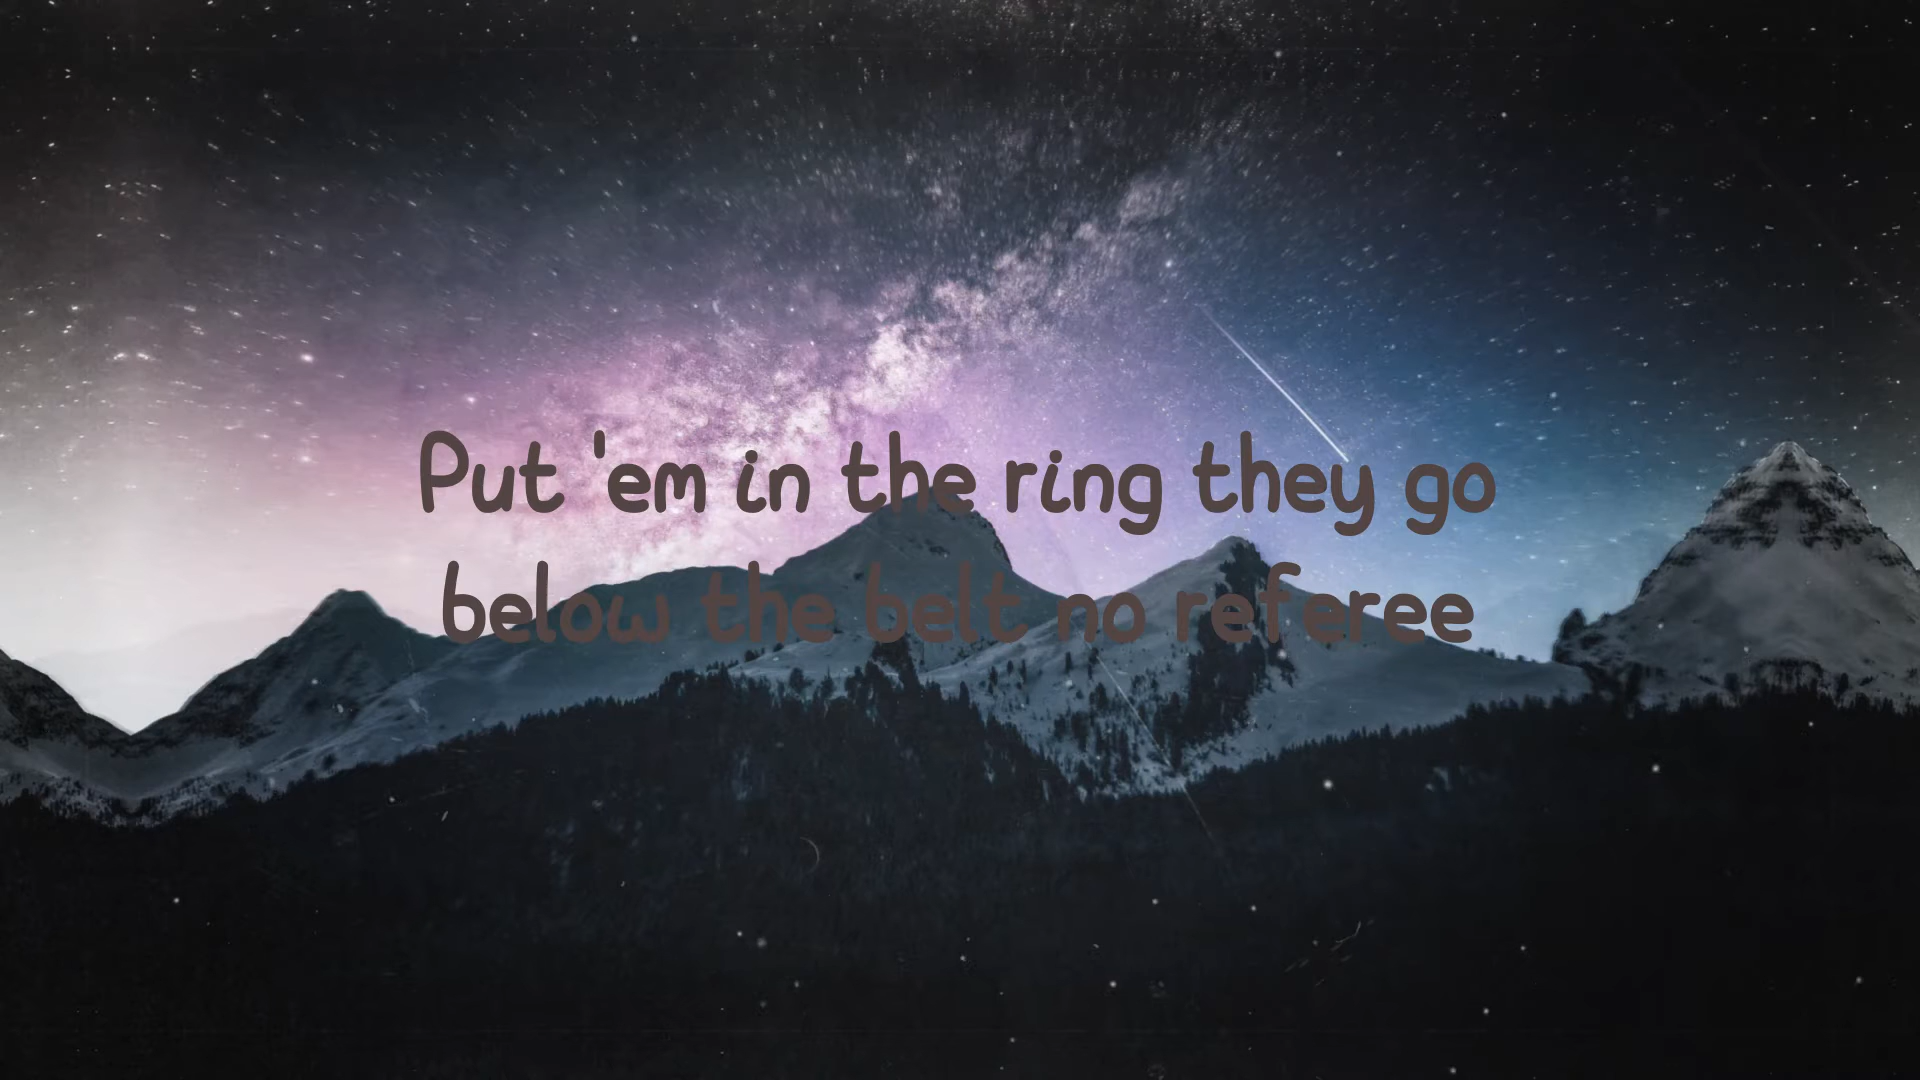 Put 'em in the ring they go
below the belt no referee